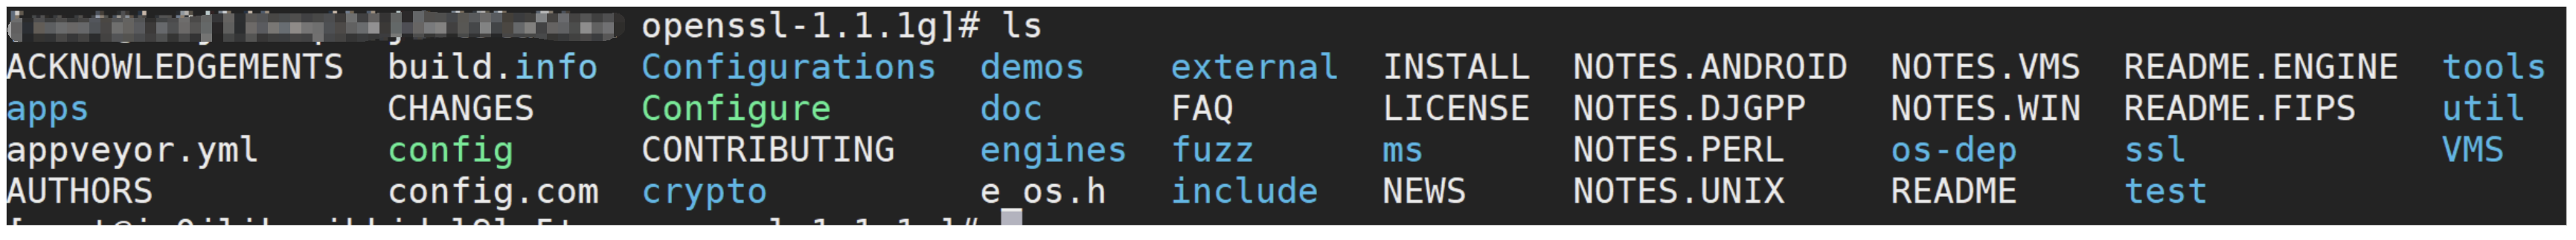 openssl-1.1.1g]# ls
ACKNOWLEDGEMENTS build.info Configurations demos external INSTALL NOTES.ANDROID NOTES.VMS README.ENGINE tools
apps CHANGES Configure doc FAQ LICENSE NOTES.DJGPP NOTES.WIN README.FIPS util
appveyor.yml config CONTRIBUTING engines fuzz ms NOTES.PERL os-dep ssl VMS
AUTHORS config.com crypto e_os.h include NEWS NOTES.UNIX README test